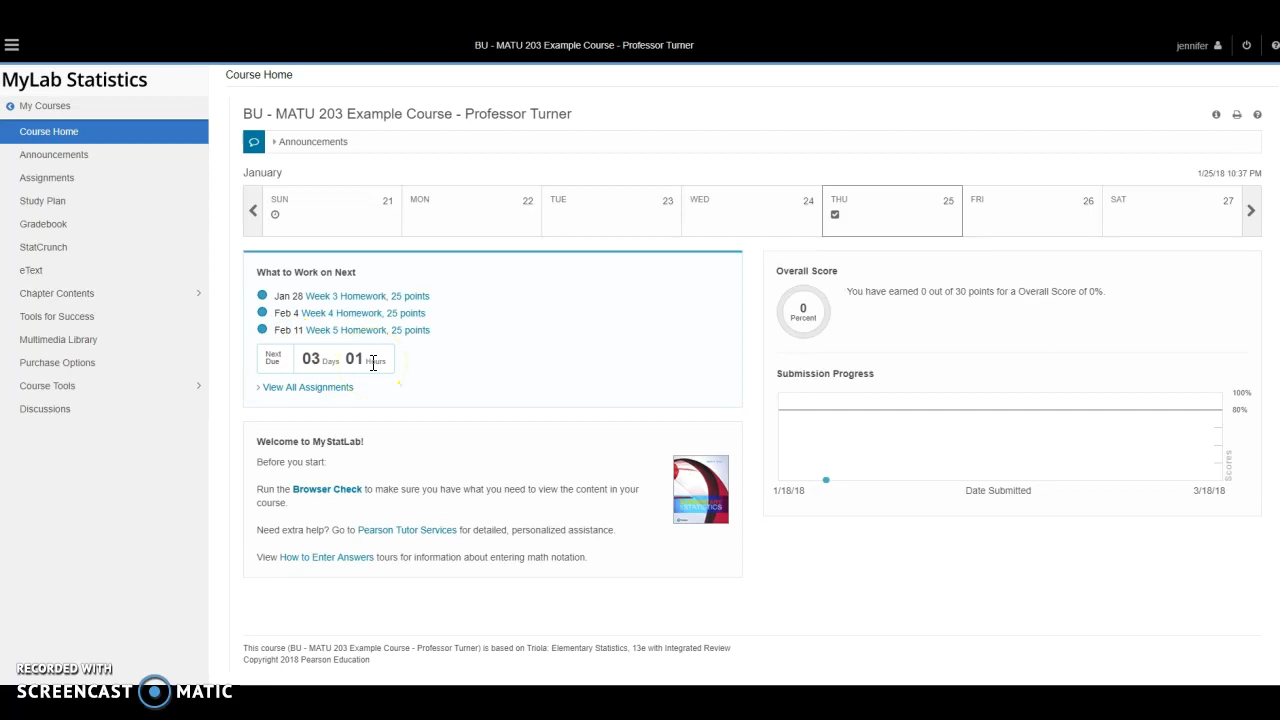 BU - MATU 203 Example Course - Professor Turner
jennifer
MyLab Statistics
My Courses
Course Home
Announcements
Assignments
Study Plan
Gradebook
StatCrunch
eText
Chapter Contents
Tools for Success
Multimedia Library
Purchase Options
Course Tools
Discussions
Course Home
BU - MATU 203 Example Course - Professor Turner
Announcements
January
1/25/18 10:37 PM
SUN 21 MON 22 TUE 23 WED 24 THU 25 FRI 26 SAT 27
What to Work on Next
Jan 28 Week 3 Homework, 25 points
Feb 4 Week 4 Homework, 25 points
Feb 11 Week 5 Homework, 25 points
Next Due 03 Days 01 Hours
View All Assignments
Welcome to MyStatLab!
Before you start:
Run the Browser Check to make sure you have what you need to view the content in your
course.
Need extra help? Go to Pearson Tutor Services for detailed, personalized assistance.
View How to Enter Answers tours for information about entering math notation.
STATISTICS
Overall Score
0
Percent
You have earned 0 out of 30 points for a Overall Score of 0%.
Submission Progress
100%
80%
Scores
1/18/18 Date Submitted 3/18/18
This course (BU - MATU 203 Example Course - Professor Turner) is based on Triola: Elementary Statistics, 13e with Integrated Review
Copyright 2018 Pearson Education
RECORDED WITH
SCREENCAST MATIC